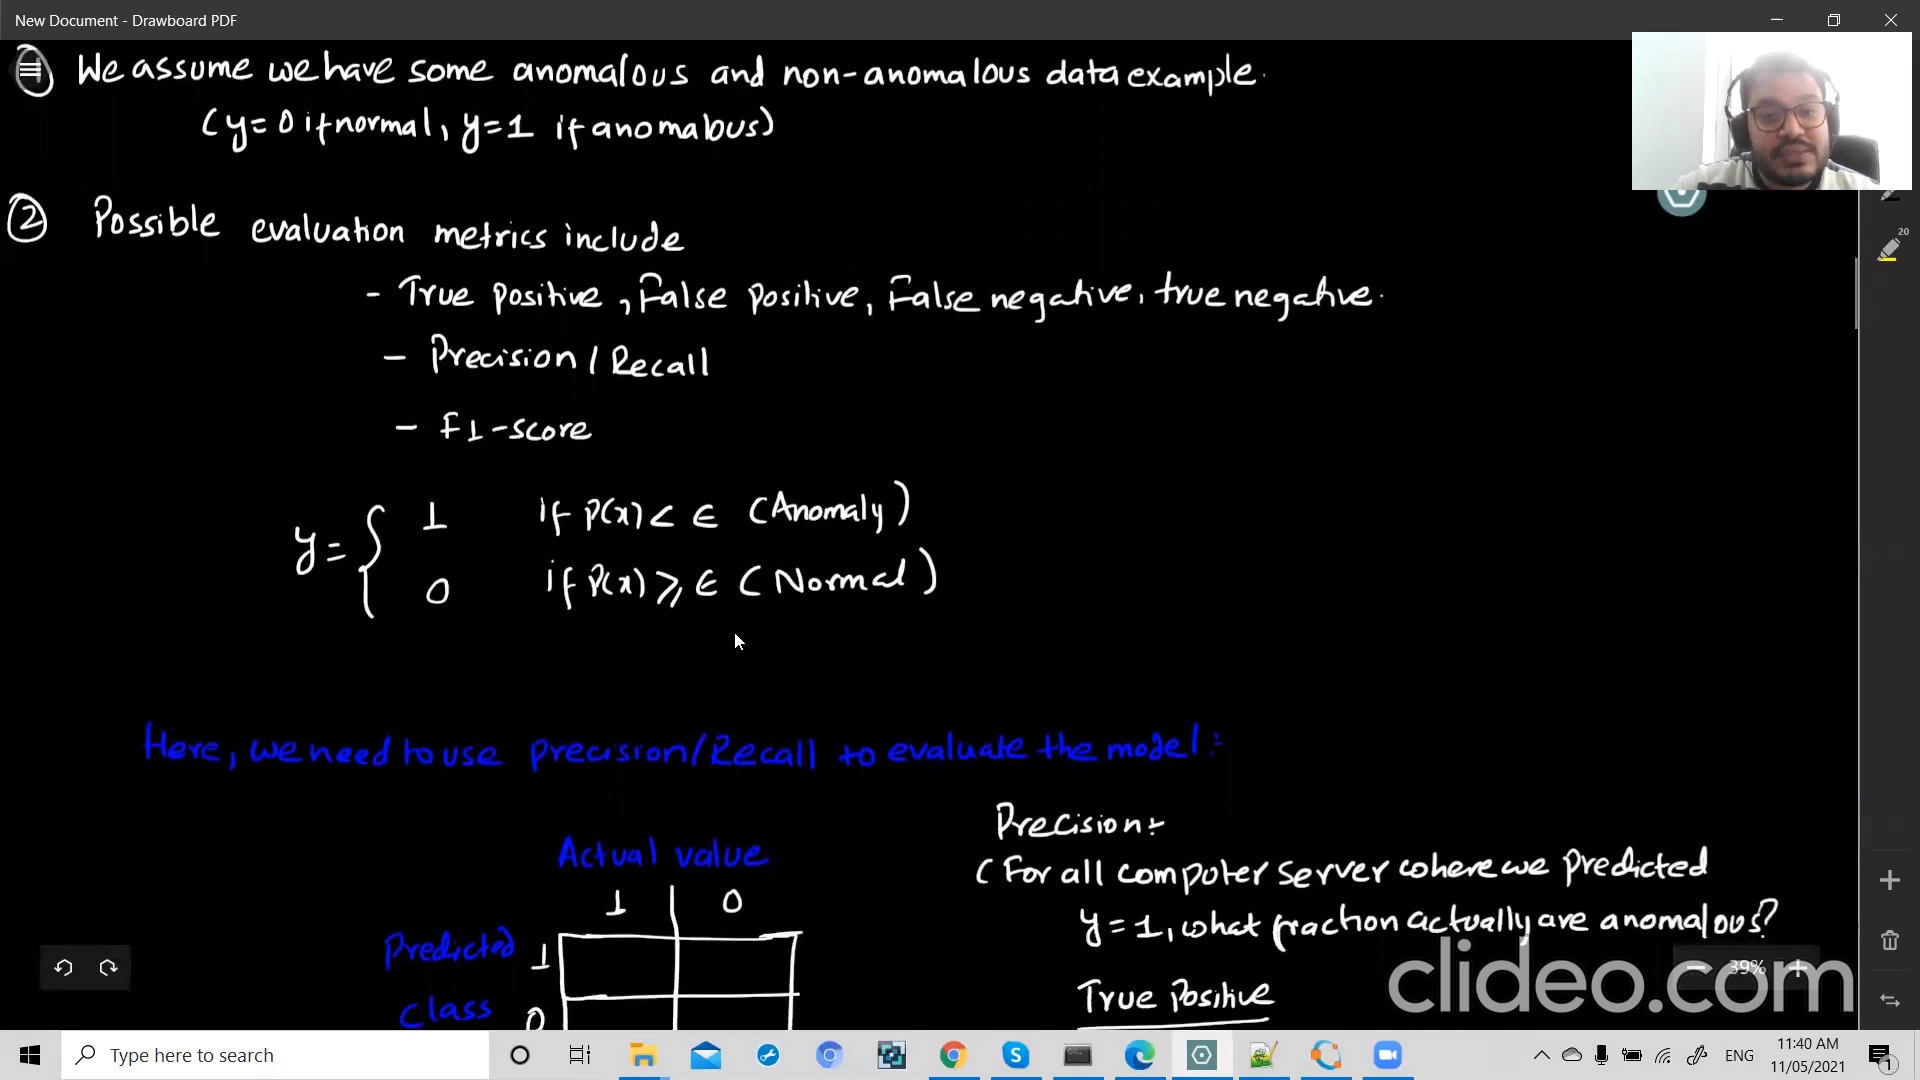 New Document - Drawboard PDF
We assume we have some anomalous and non-anomalous data example.
(y=0 if normal, y=1 if anomalous)
② Possible evaluation metrics include
- True positive, False positive, False negative, true negative.
- Precision/Recall
- F1-score
y= { 1 if P(x) < ∈ (Anomaly)
0 if P(x) ⩾ ∈ (Normal)
Here, we need to use precision/Recall to evaluate the model:-
Actual value
1 0
Predicted 1
class 0
Precision:-
(For all computer server where we predicted
y=1, what fraction actually are anomalous?
True Positive
20
39%
clideo.com
Type here to search
ENG
11:40 AM
11/05/2021
1